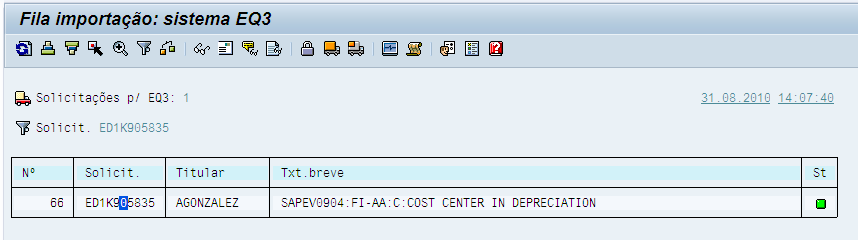 Fila importação: sistema EQ3
Solicitações p/ EQ3: 1 31.08.2010 14:07:40
Solicit. ED1K905835
Nº Solicit. Titular Txt.breve St
66 ED1K905835 AGONZALEZ SAPEV0904:FI-AA:C:COST CENTER IN DEPRECIATION